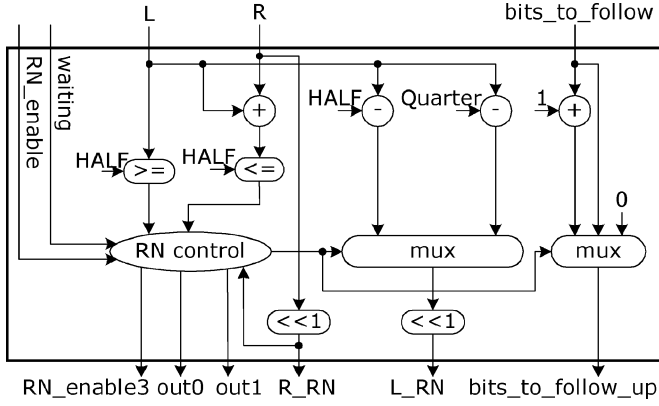 L
R
bits_to_follow
RN_enable
waiting
+
HALF
-
Quarter
-
1
+
HALF
>=
HALF
<=
0
RN control
mux
mux
<<1
<<1
RN_enable3
out0
out1
R_RN
L_RN
bits_to_follow_up